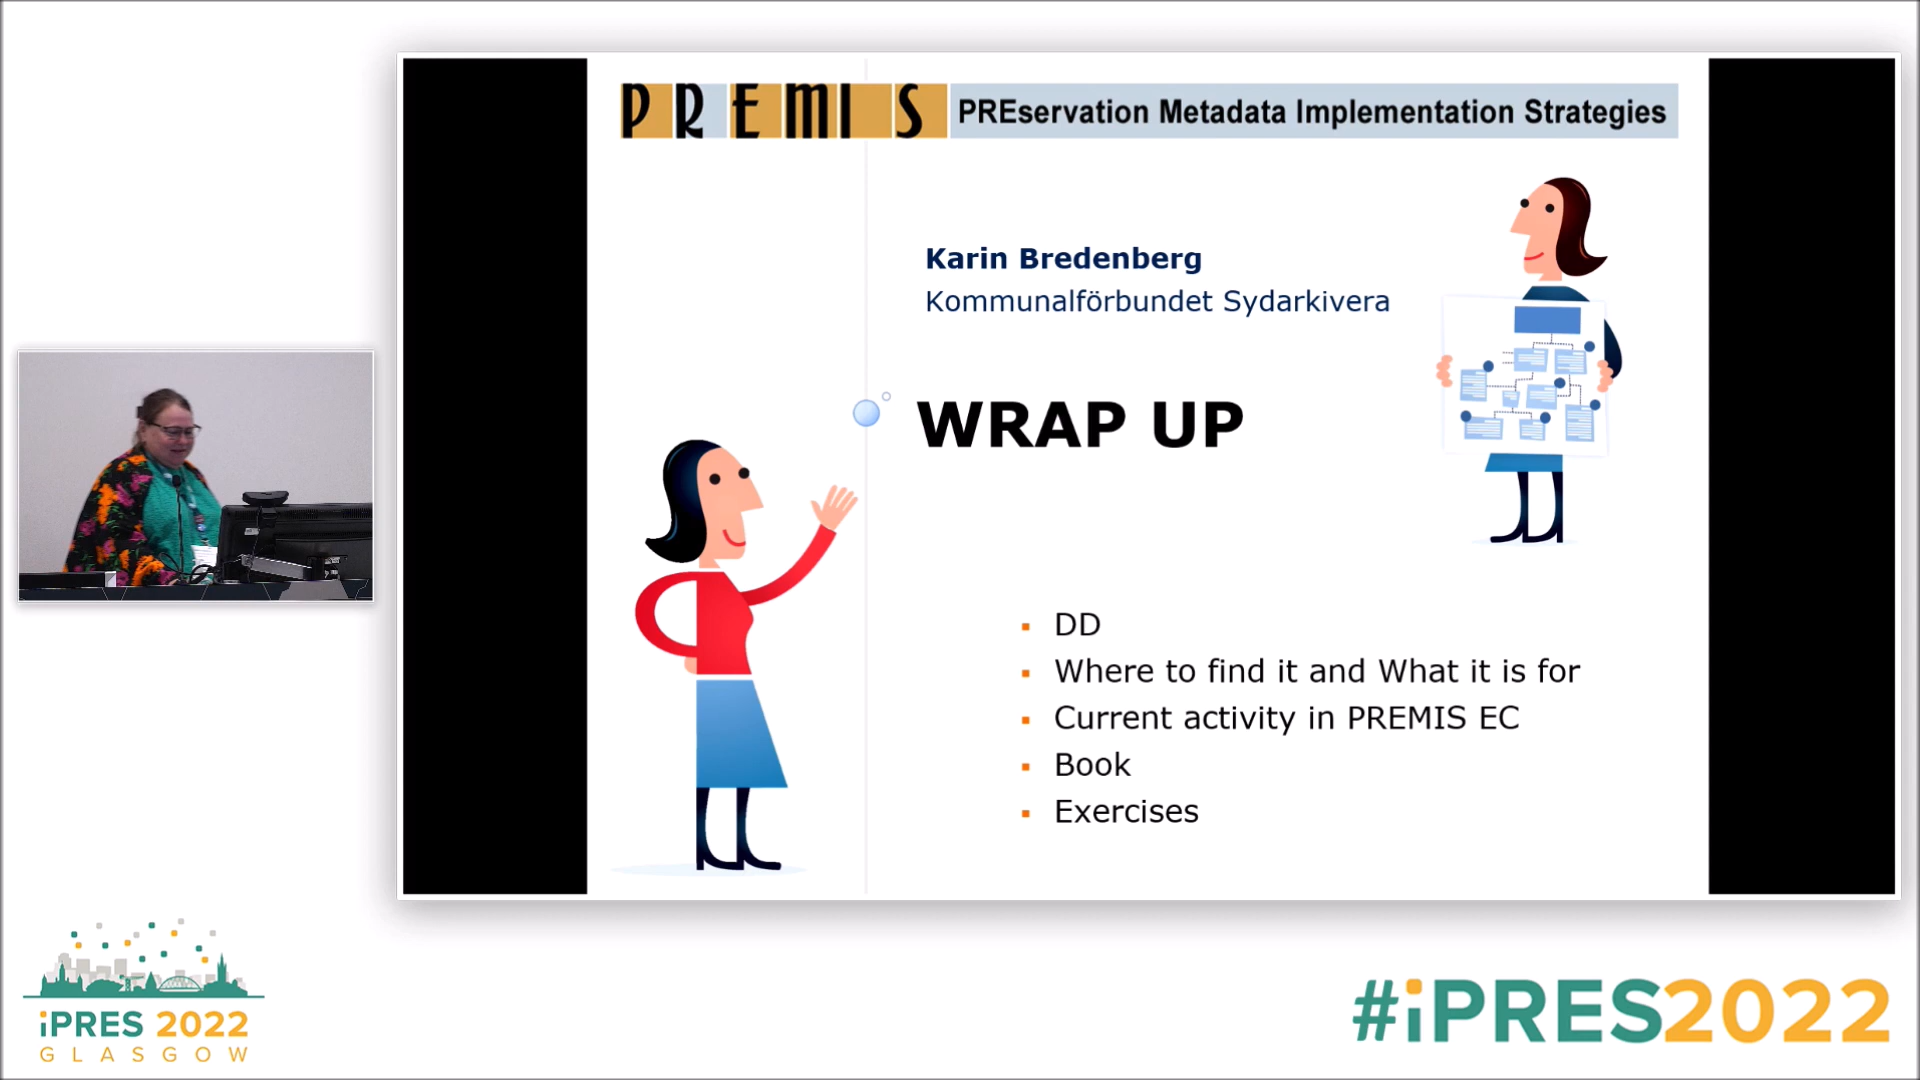 PREMIS PREservation Metadata Implementation Strategies
Karin Bredenberg
Kommunalförbundet Sydarkivera
WRAP UP
▪ DD
▪ Where to find it and What it is for
▪ Current activity in PREMIS EC
▪ Book
▪ Exercises
iPRES 2022
GLASGOW
#iPRES2022